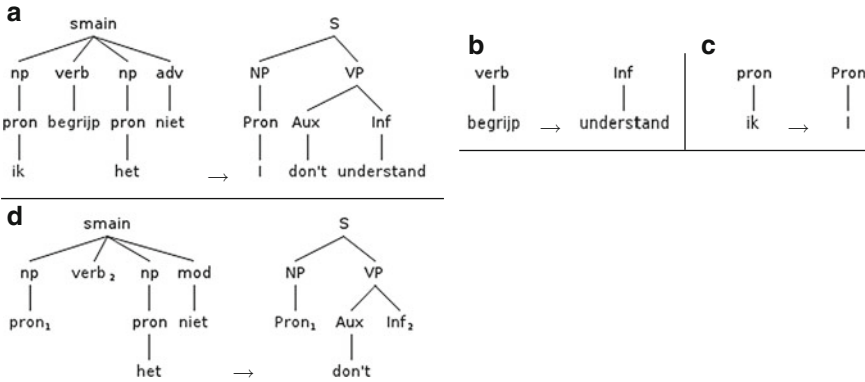 a
smain → S
np verb np adv NP VP
pron begrijp pron niet Pron Aux Inf
ik het → I don't understand
b
verb Inf
begrijp → understand
c
pron Pron
ik → I
d
smain S
np verb₂ np mod NP VP
pron₁ pron niet Pron₁ Aux Inf₂
het → don't